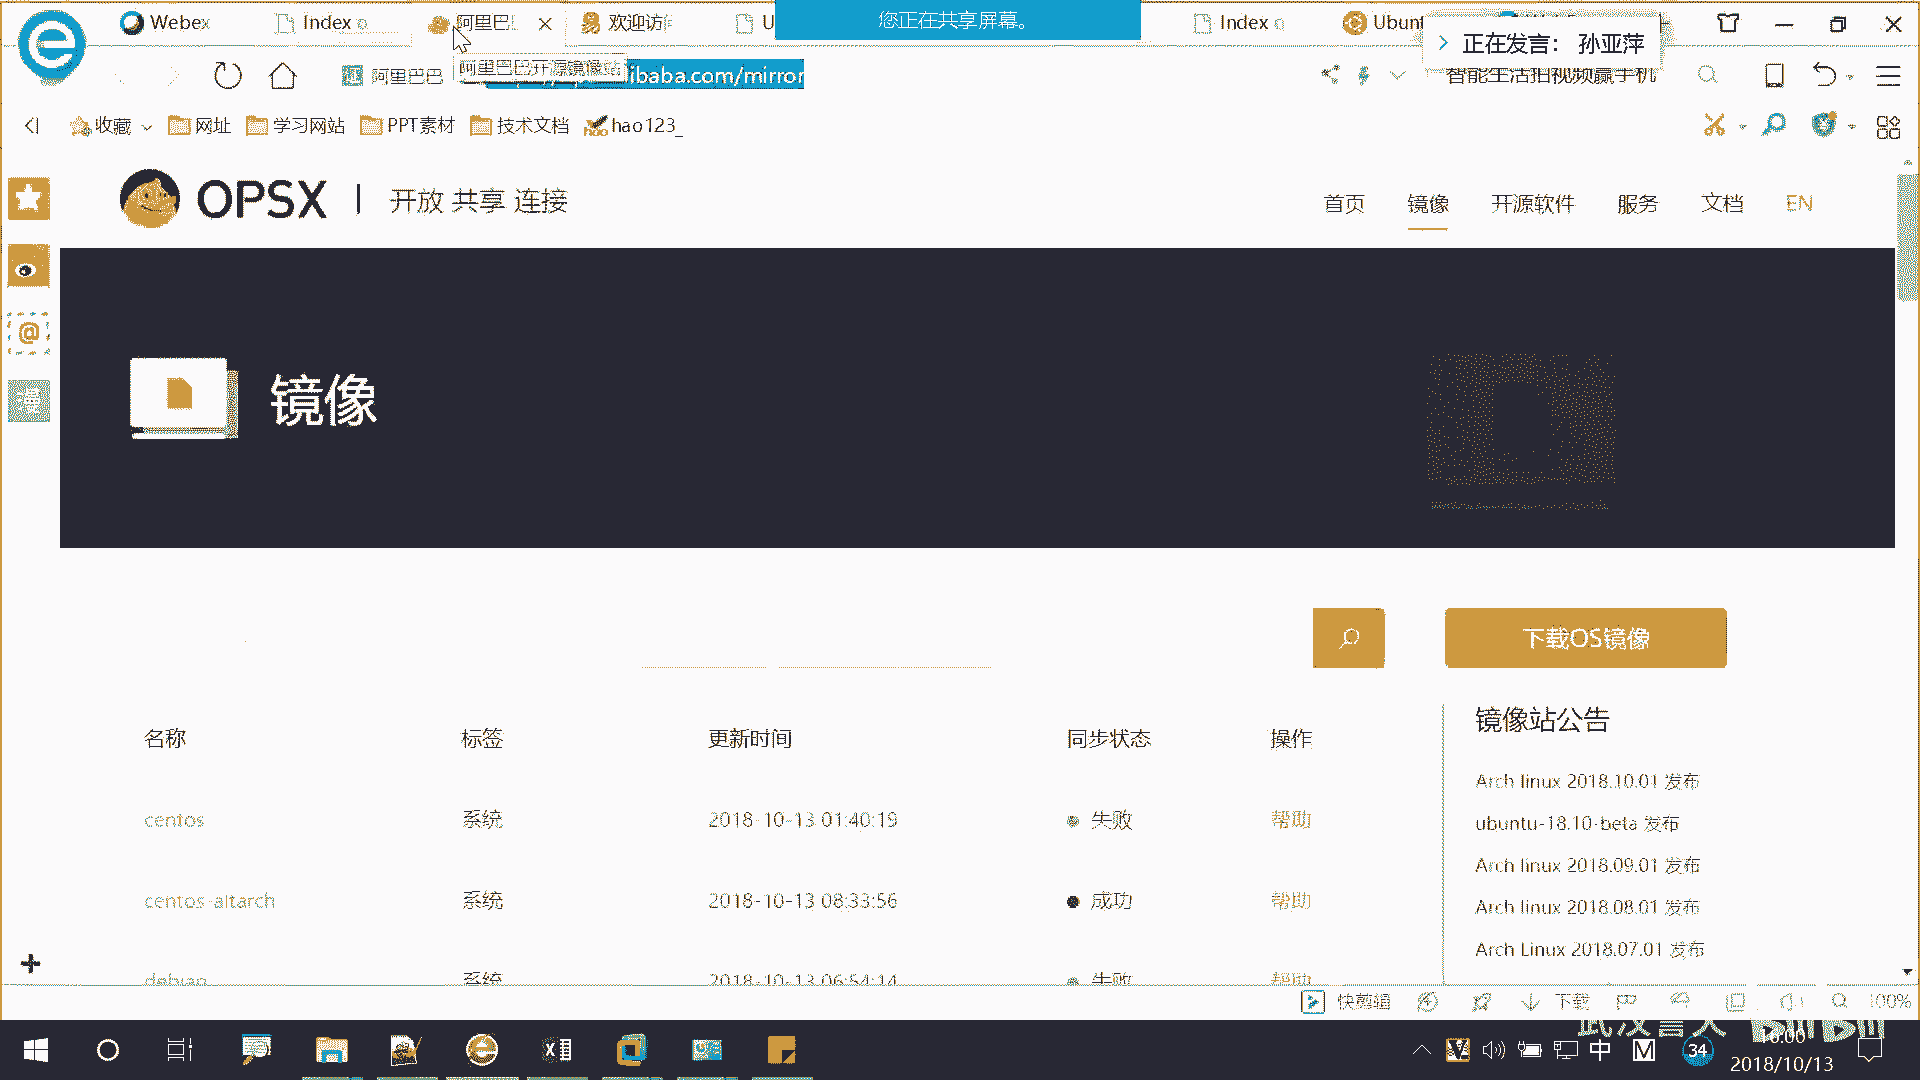 Webex
Index o
阿里巴
欢迎访
U
您正在共享屏幕。
Index o
Ubunt
正在发言： 孙亚萍
阿里巴巴
阿里巴巴开源镜像站
libaba.com/mirror
智能生活拍视频赢手机
收藏
网址
学习网站
PPT素材
技术文档
hao123_
OPSX | 开放 共享 连接
首页
镜像
开源软件
服务
文档
EN
镜像
下载OS镜像
名称 标签 更新时间 同步状态 操作
centos 系统 2018-10-13 01:40:19 失败 帮助
centos-altarch 系统 2018-10-13 08:33:56 成功 帮助
debian 系统 2018-10-13 06:54:14 失败 帮助
镜像站公告
Arch linux 2018.10.01 发布
ubuntu-18.10-beta 发布
Arch linux 2018.09.01 发布
Arch linux 2018.08.01 发布
Arch Linux 2018.07.01 发布
快剪辑
下载
100%
中
34
16:00
2018/10/13